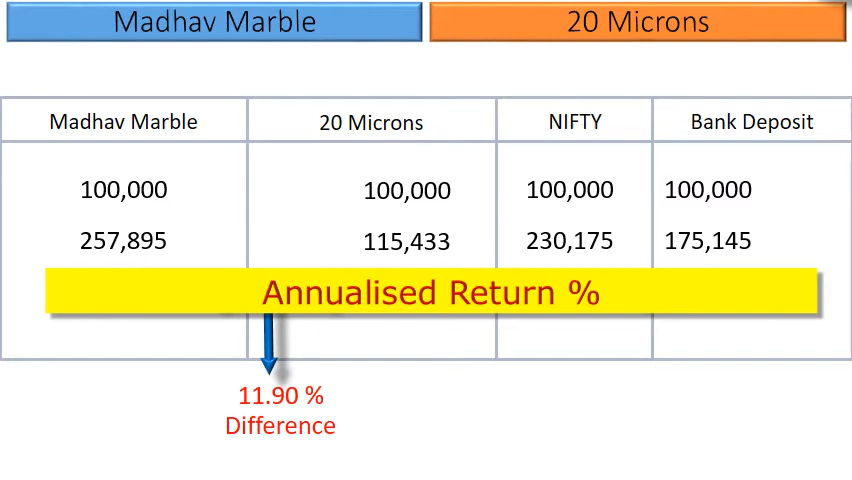 Madhav Marble 20 Microns
Madhav Marble 20 Microns NIFTY Bank Deposit
100,000 100,000 100,000 100,000
257,895 115,433 230,175 175,145
Annualised Return %
11.90 %
Difference